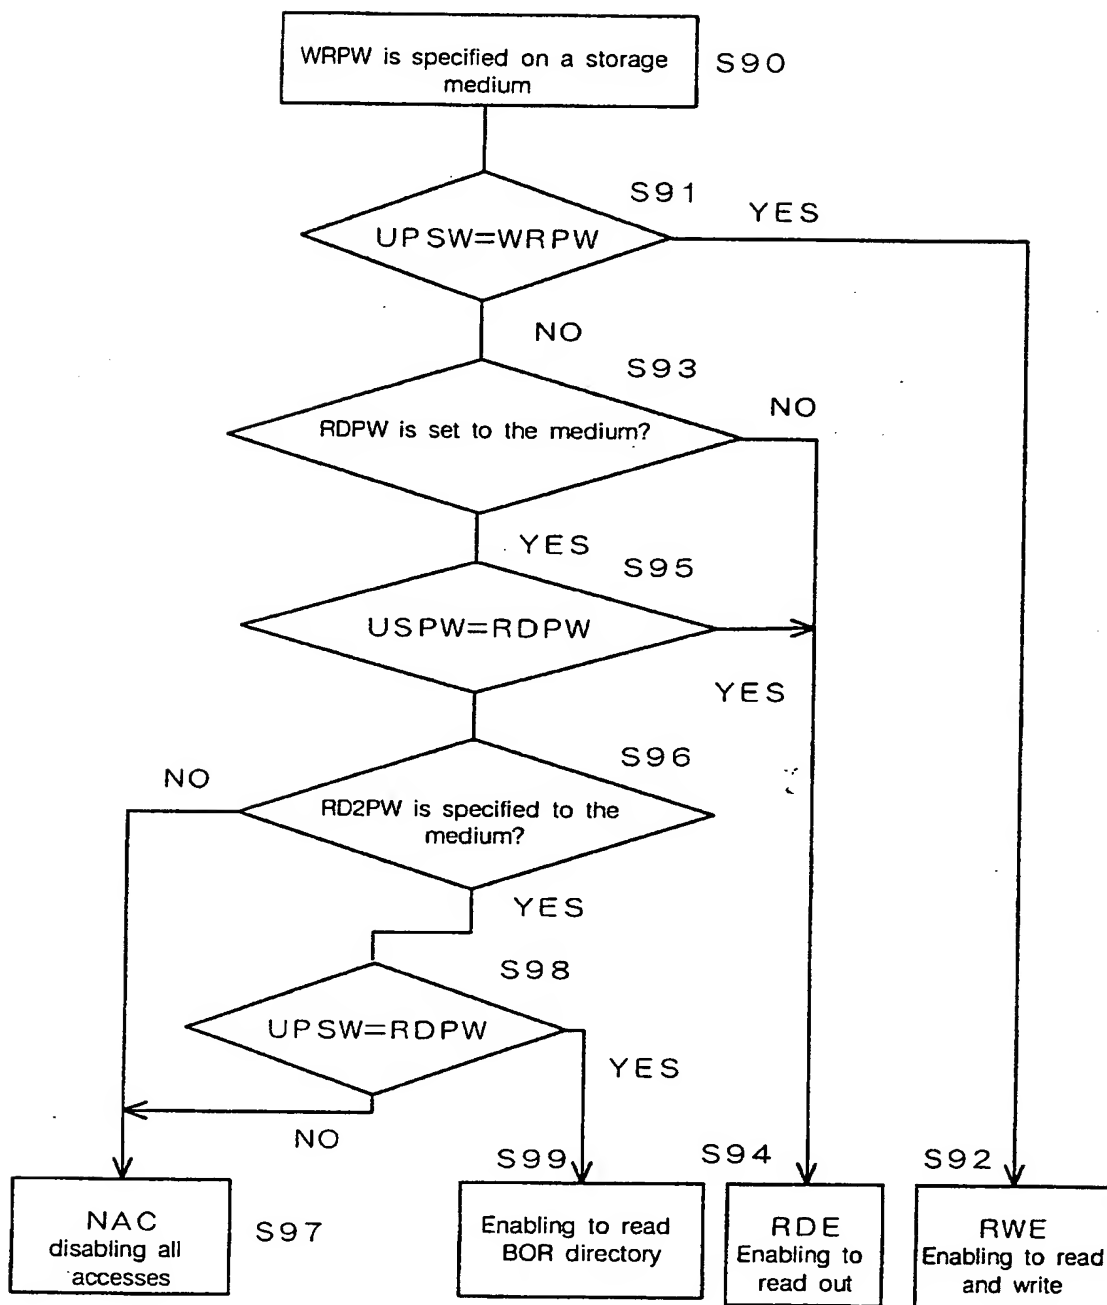 WRPW is specified on a storage
medium
S90
S91
YES
UPSW=WRPW
NO
S93
NO
RDPW is set to the medium?
YES
S95
USPW=RDPW
YES
S96
NO
RD2PW is specified to the
medium?
YES
S98
UPSW=RDPW
YES
NO
S99
S94
S92
NAC
disabling all
accesses
S97
Enabling to read
BOR directory
RDE
Enabling to
read out
RWE
Enabling to read
and write